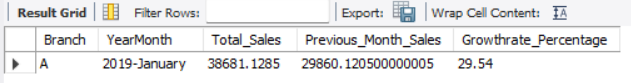 Result Grid Filter Rows: Export: Wrap Cell Content: IA
Branch YearMonth Total_Sales Previous_Month_Sales Growthrate_Percentage
A 2019-January 38681.1285 29860.120500000005 29.54